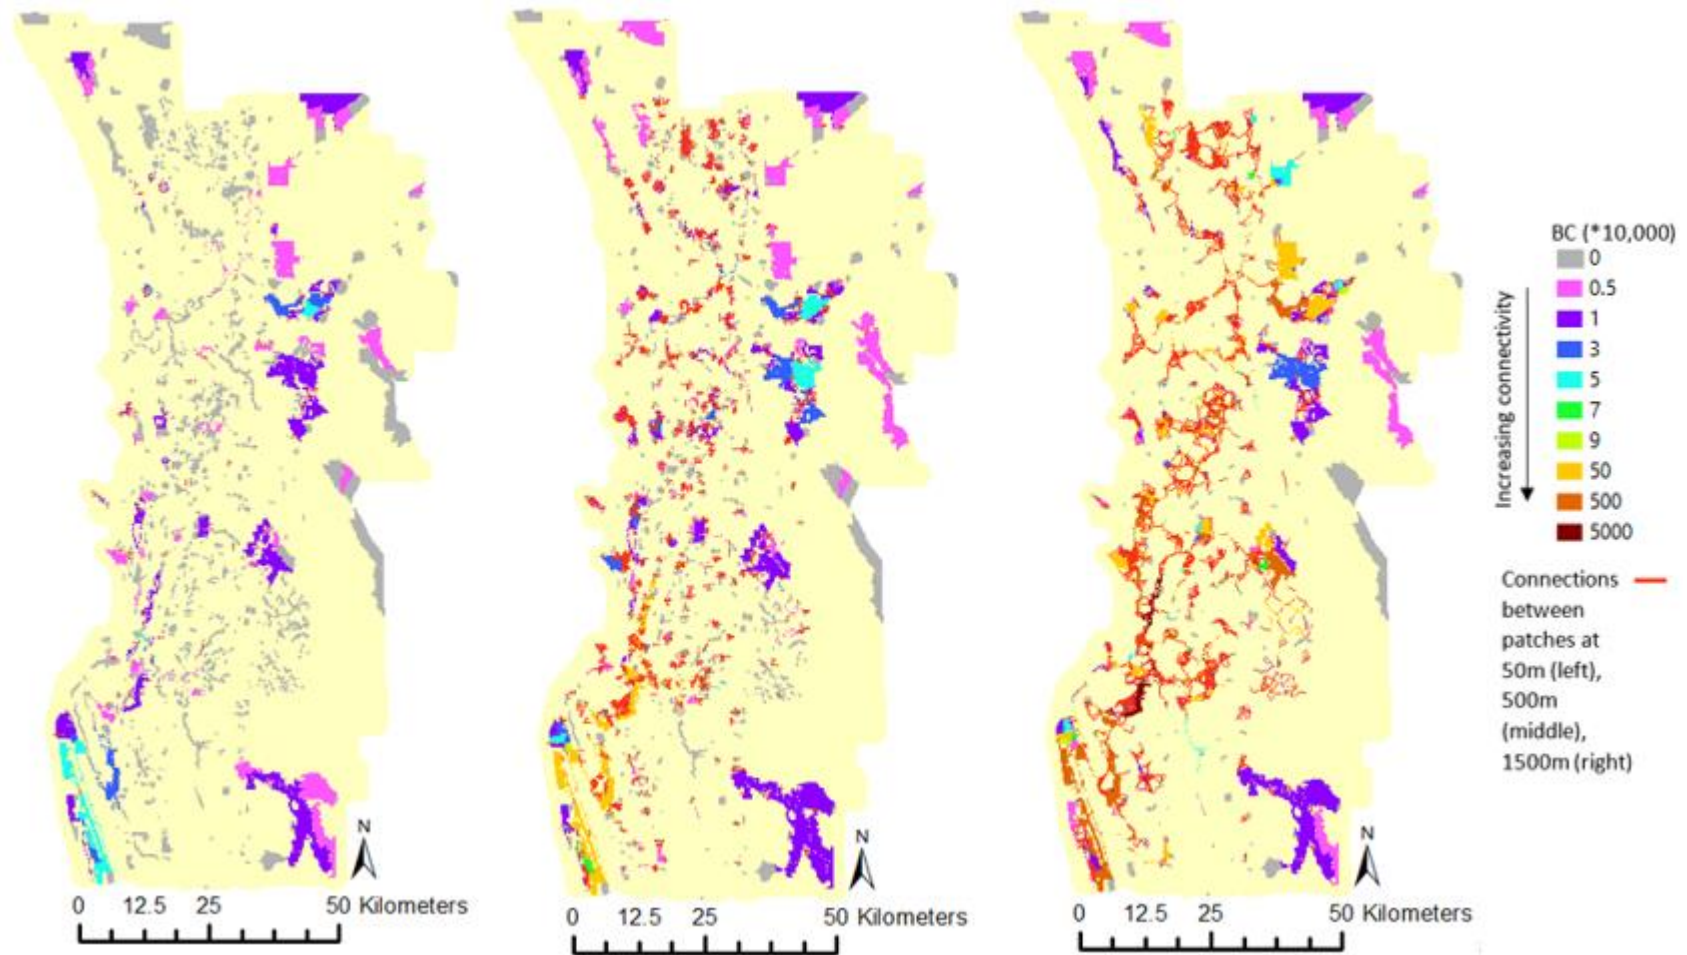 BC (*10,000)
0
0.5
1
3
5
7
9
50
500
5000
Increasing connectivity
Connections
between
patches at
50m (left),
500m
(middle),
1500m (right)
N
0 12.5 25 50 Kilometers
N
0 12.5 25 50 Kilometers
N
0 12.5 25 50 Kilometers